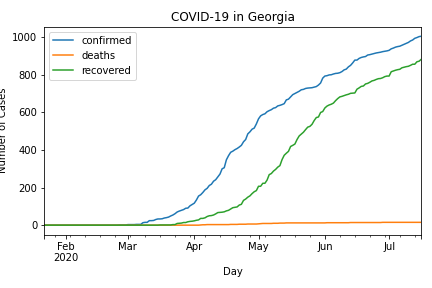 COVID-19 in Georgia
confirmed
deaths
recovered
1000
800
600
400
200
0
Number of Cases
Feb
2020
Mar
Apr
May
Jun
Jul
Day